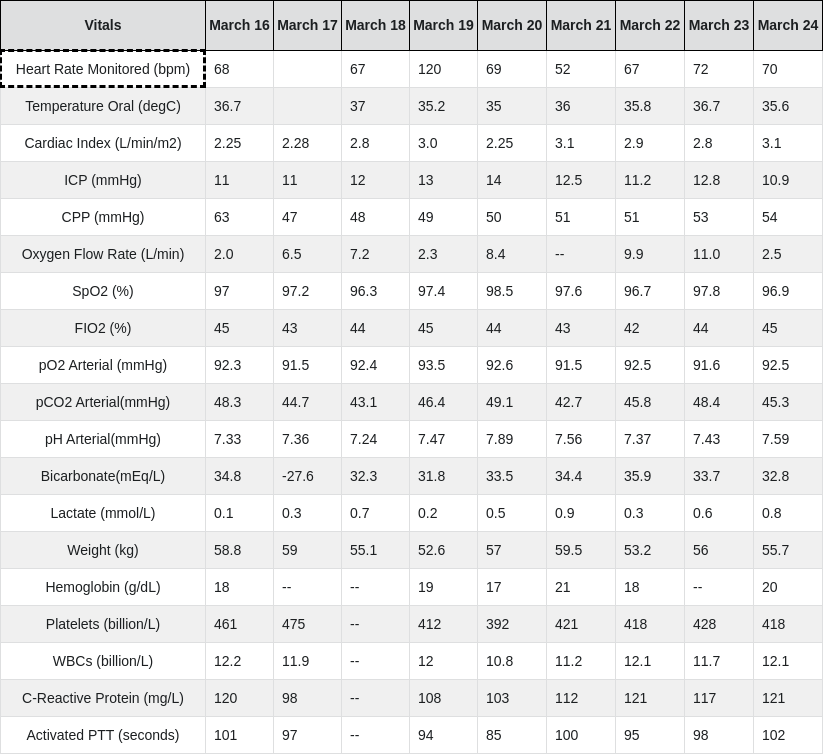 Vitals March 16 March 17 March 18 March 19 March 20 March 21 March 22 March 23 March 24
Heart Rate Monitored (bpm) 68 67 120 69 52 67 72 70
Temperature Oral (degC) 36.7 37 35.2 35 36 35.8 36.7 35.6
Cardiac Index (L/min/m2) 2.25 2.28 2.8 3.0 2.25 3.1 2.9 2.8 3.1
ICP (mmHg) 11 11 12 13 14 12.5 11.2 12.8 10.9
CPP (mmHg) 63 47 48 49 50 51 51 53 54
Oxygen Flow Rate (L/min) 2.0 6.5 7.2 2.3 8.4 -- 9.9 11.0 2.5
SpO2 (%) 97 97.2 96.3 97.4 98.5 97.6 96.7 97.8 96.9
FIO2 (%) 45 43 44 45 44 43 42 44 45
pO2 Arterial (mmHg) 92.3 91.5 92.4 93.5 92.6 91.5 92.5 91.6 92.5
pCO2 Arterial(mmHg) 48.3 44.7 43.1 46.4 49.1 42.7 45.8 48.4 45.3
pH Arterial(mmHg) 7.33 7.36 7.24 7.47 7.89 7.56 7.37 7.43 7.59
Bicarbonate(mEq/L) 34.8 -27.6 32.3 31.8 33.5 34.4 35.9 33.7 32.8
Lactate (mmol/L) 0.1 0.3 0.7 0.2 0.5 0.9 0.3 0.6 0.8
Weight (kg) 58.8 59 55.1 52.6 57 59.5 53.2 56 55.7
Hemoglobin (g/dL) 18 -- -- 19 17 21 18 -- 20
Platelets (billion/L) 461 475 -- 412 392 421 418 428 418
WBCs (billion/L) 12.2 11.9 -- 12 10.8 11.2 12.1 11.7 12.1
C-Reactive Protein (mg/L) 120 98 -- 108 103 112 121 117 121
Activated PTT (seconds) 101 97 -- 94 85 100 95 98 102